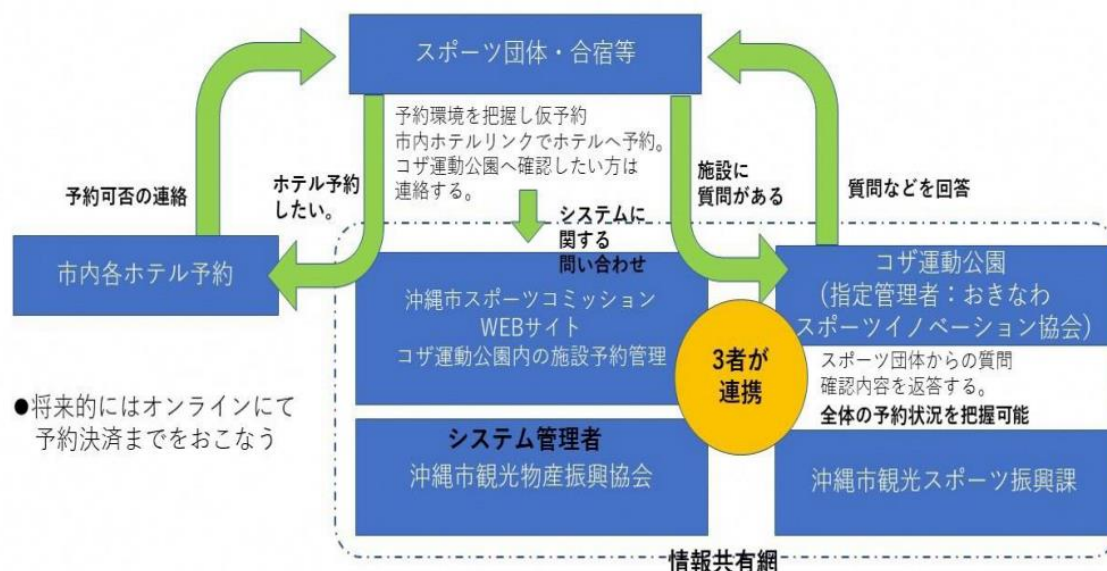 スポーツ団体・合宿等
予約環境を把握し仮予約
市内ホテルリンクでホテルへ予約。
コザ運動公園へ確認したい方は
連絡する。
予約可否の連絡
ホテル予約
したい。
システムに
関する
問い合わせ
施設に
質問がある
質問などを回答
市内各ホテル予約
沖縄市スポーツコミッション
WEBサイト
コザ運動公園内の施設予約管理
コザ運動公園
（指定管理者：おきなわ
スポーツイノベーション協会）
3者が
連携
スポーツ団体からの質問
確認内容を返答する。
全体の予約状況を把握可能
●将来的にはオンラインにて
予約決済までをおこなう
システム管理者
沖縄市観光物産振興協会
沖縄市観光スポーツ振興課
情報共有網